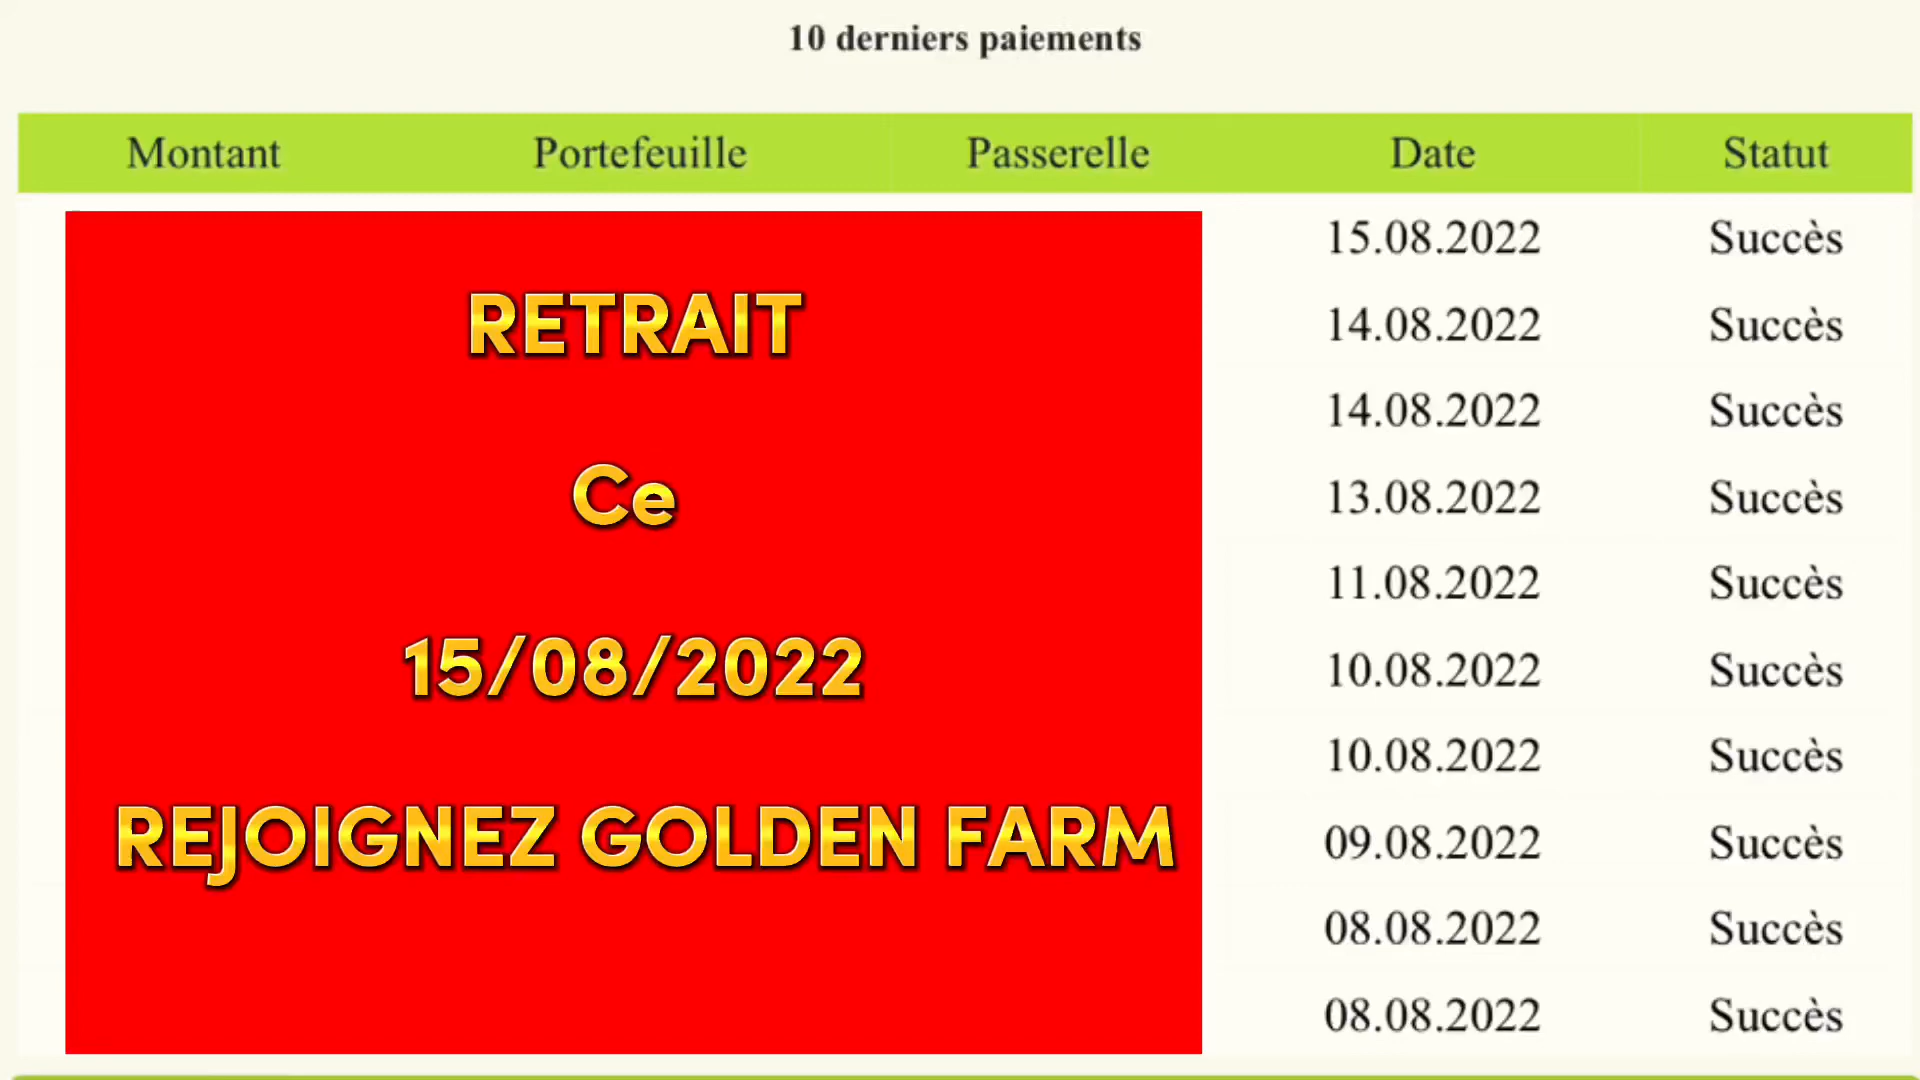 10 derniers paiements
Montant Portefeuille Passerelle Date Statut
15.08.2022 Succès
RETRAIT
14.08.2022 Succès
14.08.2022 Succès
Ce
13.08.2022 Succès
11.08.2022 Succès
15/08/2022
10.08.2022 Succès
10.08.2022 Succès
REJOIGNEZ GOLDEN FARM
09.08.2022 Succès
08.08.2022 Succès
08.08.2022 Succès